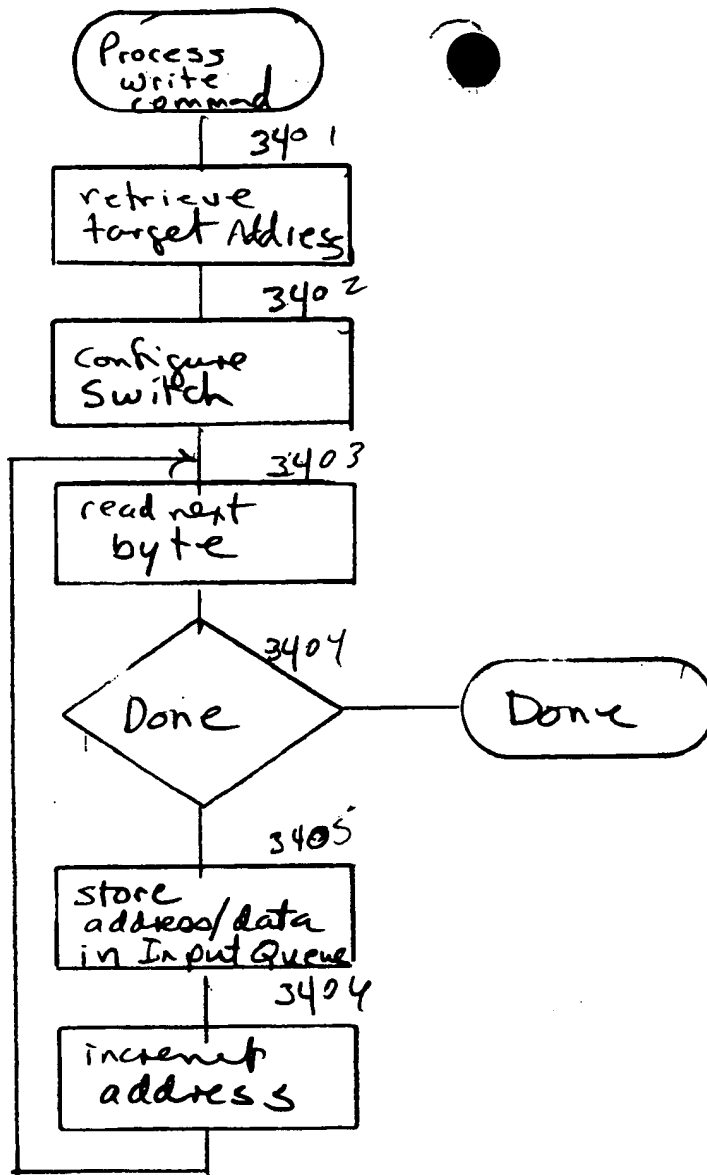 Process
write
command
3401
retrieve
target Address
3402
configure
Switch
3403
read next
byte
3404
Done
Done
3405
store
address/data
in Input Queue
3404
incremet
address